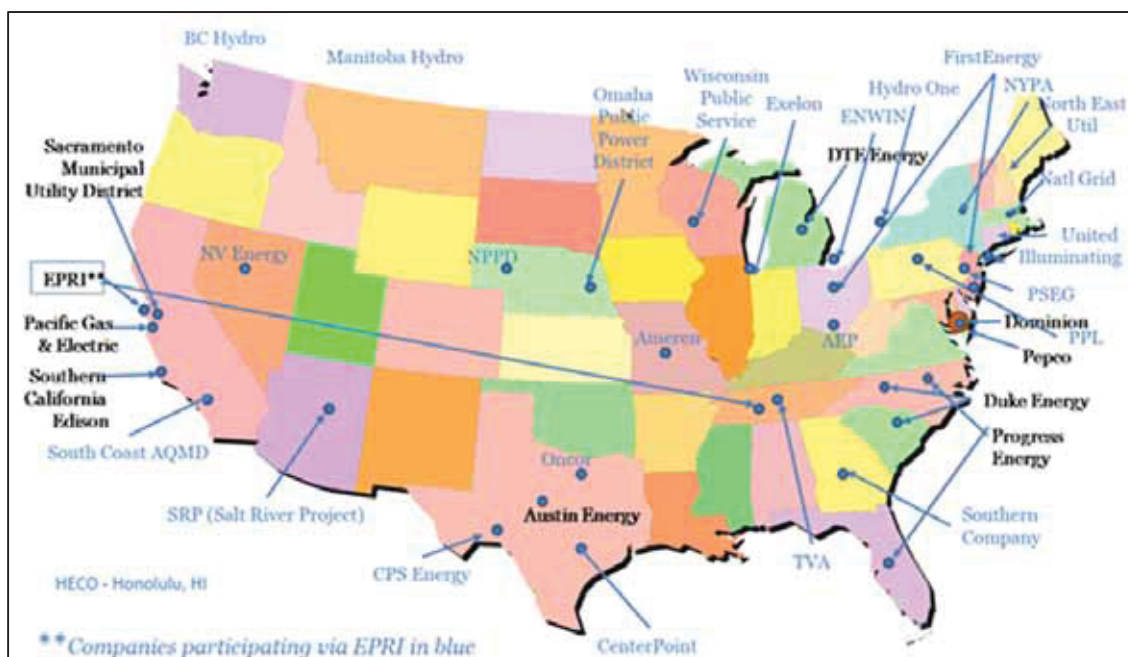 BC Hydro
Manitoba Hydro
FirstEnergy
Wisconsin
Public
Service
Hydro One
NYPA
Omaha
Public
Power
District
Exelon
ENWIN
North East
Util
Sacramento
Municipal
Utility District
DTE Energy
Natl Grid
NV Energy
NPPD
United
Illuminating
EPRI**
PSEG
Pacific Gas
& Electric
Dominion
Ameren
AEP
PPL
Pepco
Southern
California
Edison
Duke Energy
South Coast AQMD
Progress
Energy
Oncor
SRP (Salt River Project)
Austin Energy
Southern
Company
TVA
CPS Energy
HECO - Honolulu, HI
CenterPoint
**Companies participating via EPRI in blue